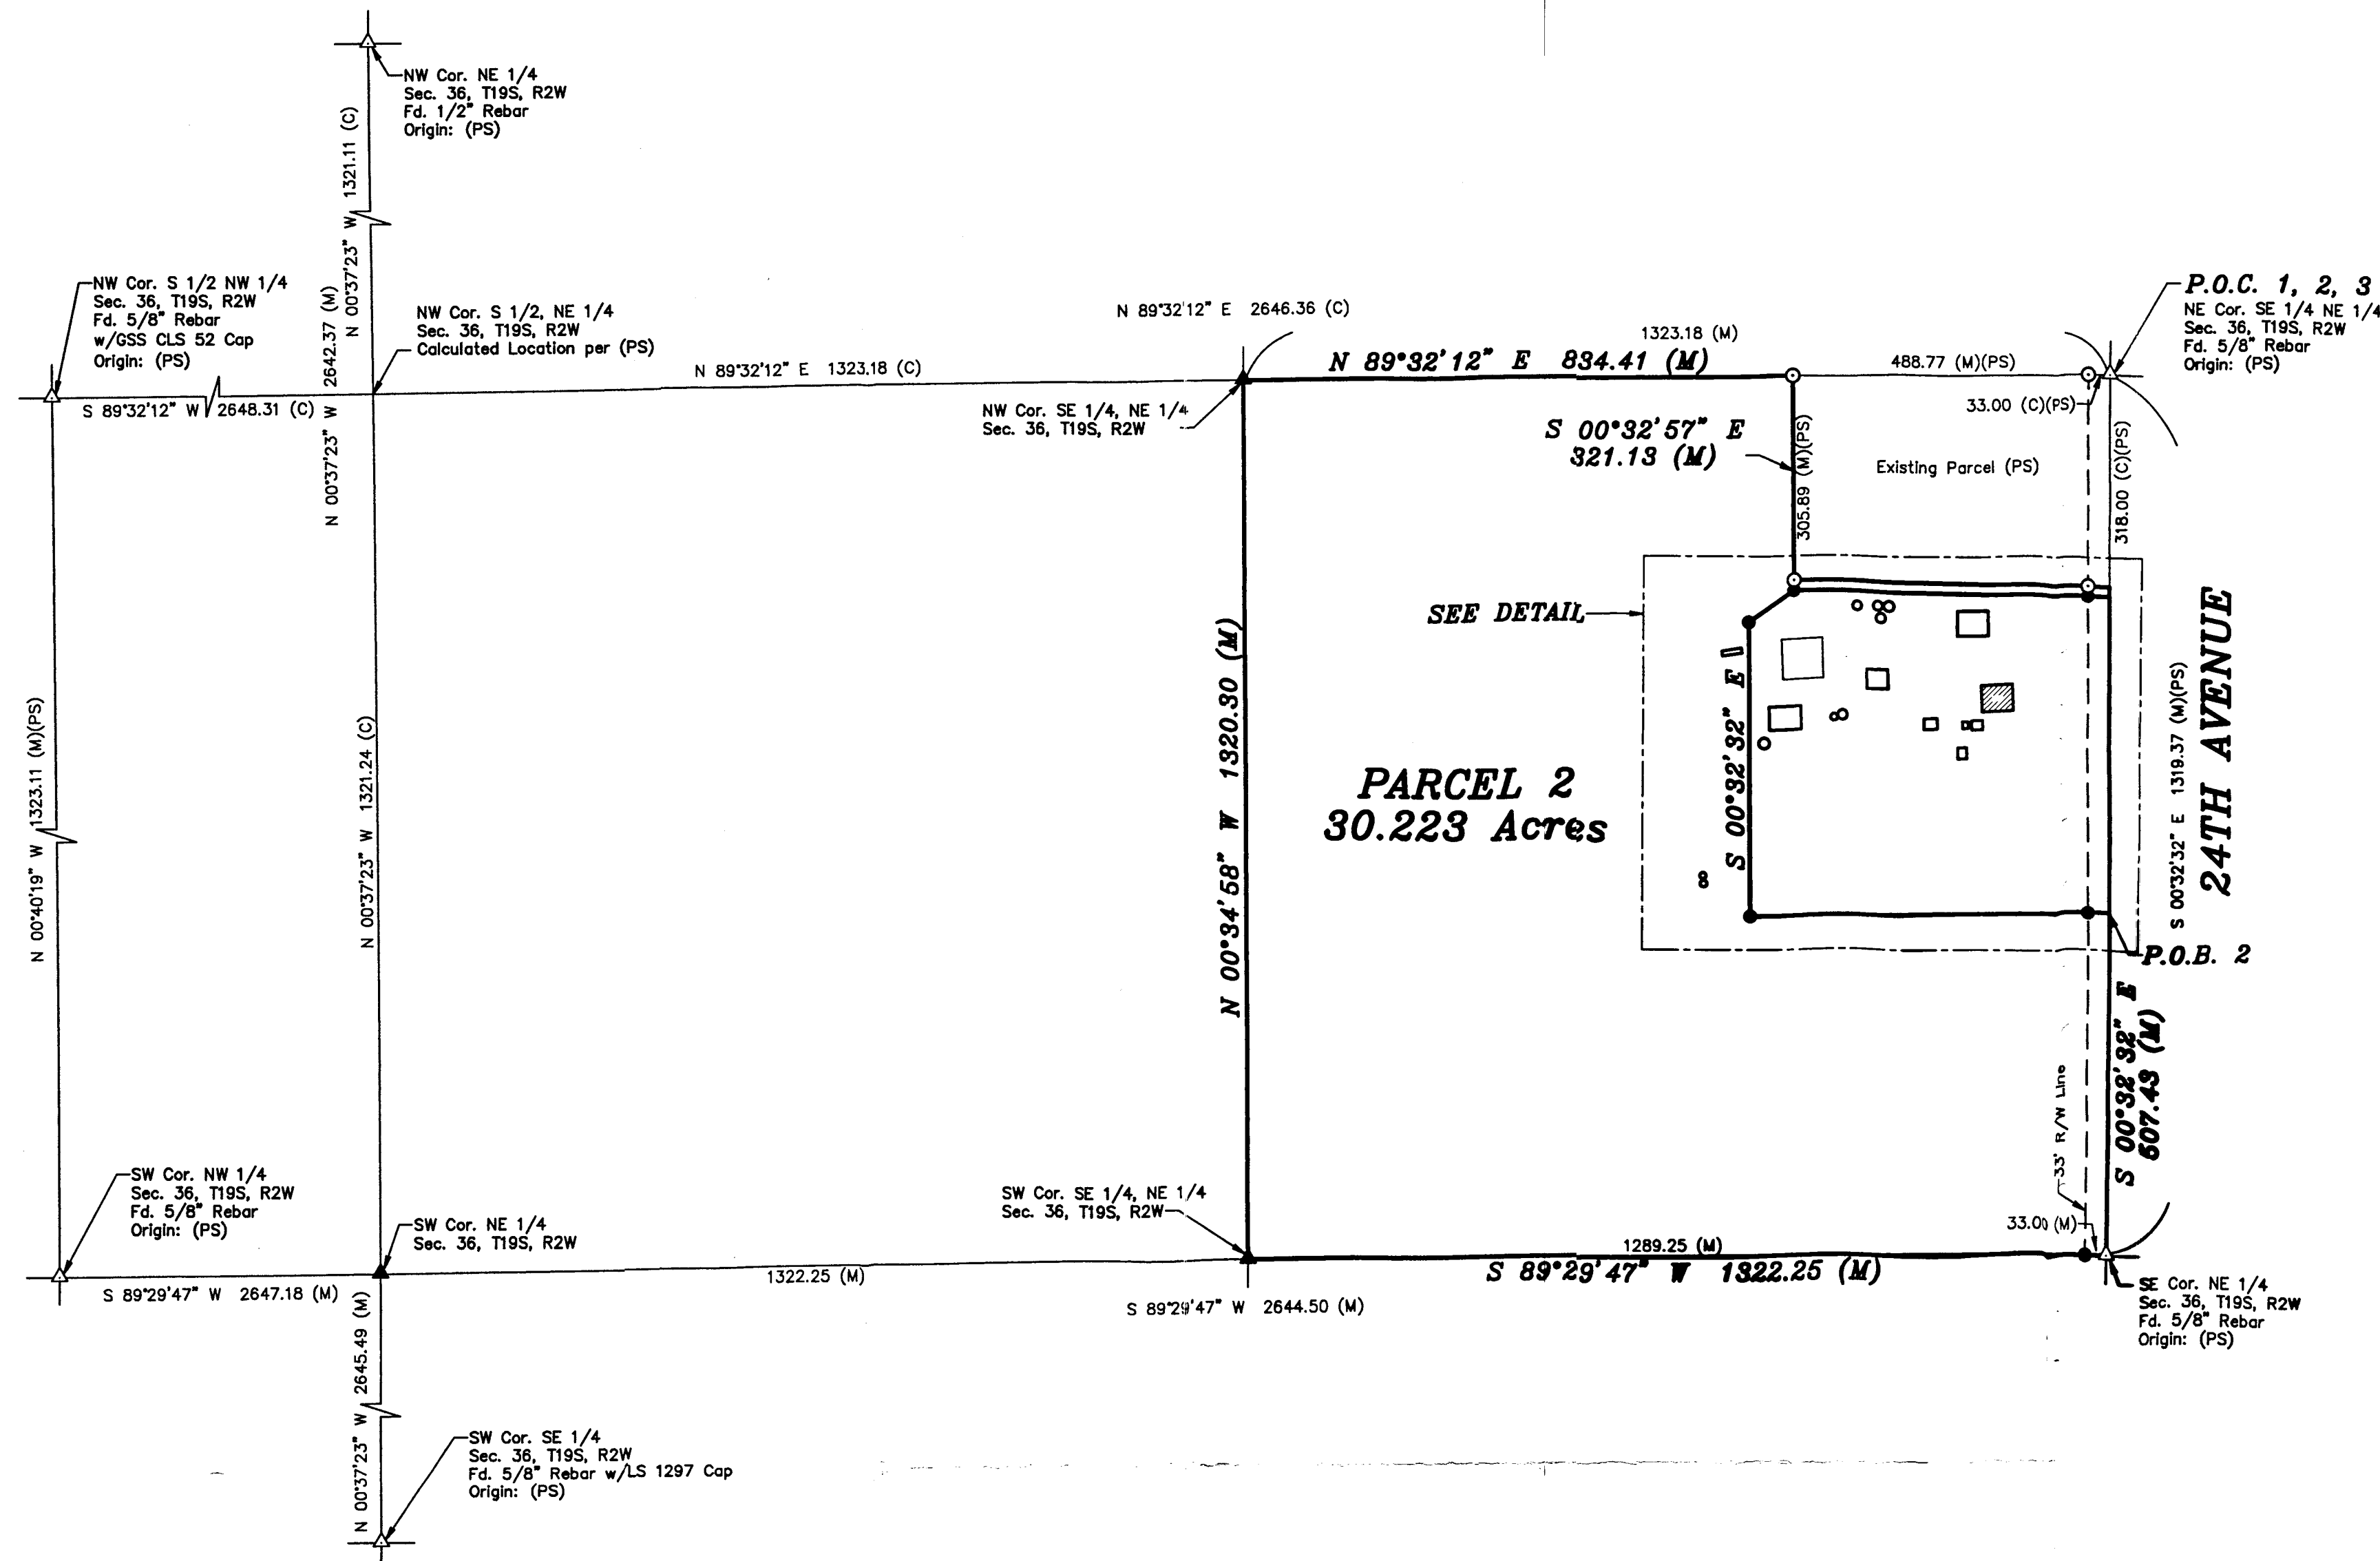 NW Cor. NE 1/4
Sec. 36, T19S, R2W
Fd. 1/2" Rebar
Origin: (PS)
N 00°37'23" W 1321.11 (C)
N 00°37'23" W 2642.37 (M)
NW Cor. S 1/2 NW 1/4
Sec. 36, T19S, R2W
Fd. 5/8" Rebar
w/GSS CLS 52 Cap
Origin: (PS)
NW Cor. S 1/2, NE 1/4
Sec. 36, T19S, R2W
Calculated Location per (PS)
S 89°32'12" W 2648.31 (C)
N 89°32'12" E 1323.18 (C)
N 89°32'12" E 2646.36 (C)
1323.18 (M)
N 89°32'12" E 834.41 (M)
488.77 (M)(PS)
P.O.C. 1, 2, 3
NE Cor. SE 1/4 NE 1/4
Sec. 36, T19S, R2W
Fd. 5/8" Rebar
Origin: (PS)
33.00 (C)(PS)
NW Cor. SE 1/4, NE 1/4
Sec. 36, T19S, R2W
S 00°32'57" E
321.13 (M)
305.89 (M)(PS)
Existing Parcel (PS)
318.00 (C)(PS)
SEE DETAIL
24TH AVENUE
S 00°32'32" E 1319.37 (M)(PS)
S 00°32'32" E
N 00°34'58" W 1320.30 (M)
PARCEL 2
30.223 Acres
N 00°40'19" W 1323.11 (M)(PS)
N 00°37'23" W 1321.24 (C)
P.O.B. 2
S 00°32'32" E
507.43 (M)
33' R/W Line
33.00 (M)
SW Cor. NW 1/4
Sec. 36, T19S, R2W
Fd. 5/8" Rebar
Origin: (PS)
SW Cor. NE 1/4
Sec. 36, T19S, R2W
SW Cor. SE 1/4, NE 1/4
Sec. 36, T19S, R2W
1289.25 (M)
S 89°29'47" W 1322.25 (M)
1322.25 (M)
S 89°29'47" W 2647.18 (M)
S 89°29'47" W 2644.50 (M)
SE Cor. NE 1/4
Sec. 36, T19S, R2W
Fd. 5/8" Rebar
Origin: (PS)
N 00°37'23" W 2645.49 (M)
SW Cor. SE 1/4
Sec. 36, T19S, R2W
Fd. 5/8" Rebar w/LS 1297 Cap
Origin: (PS)